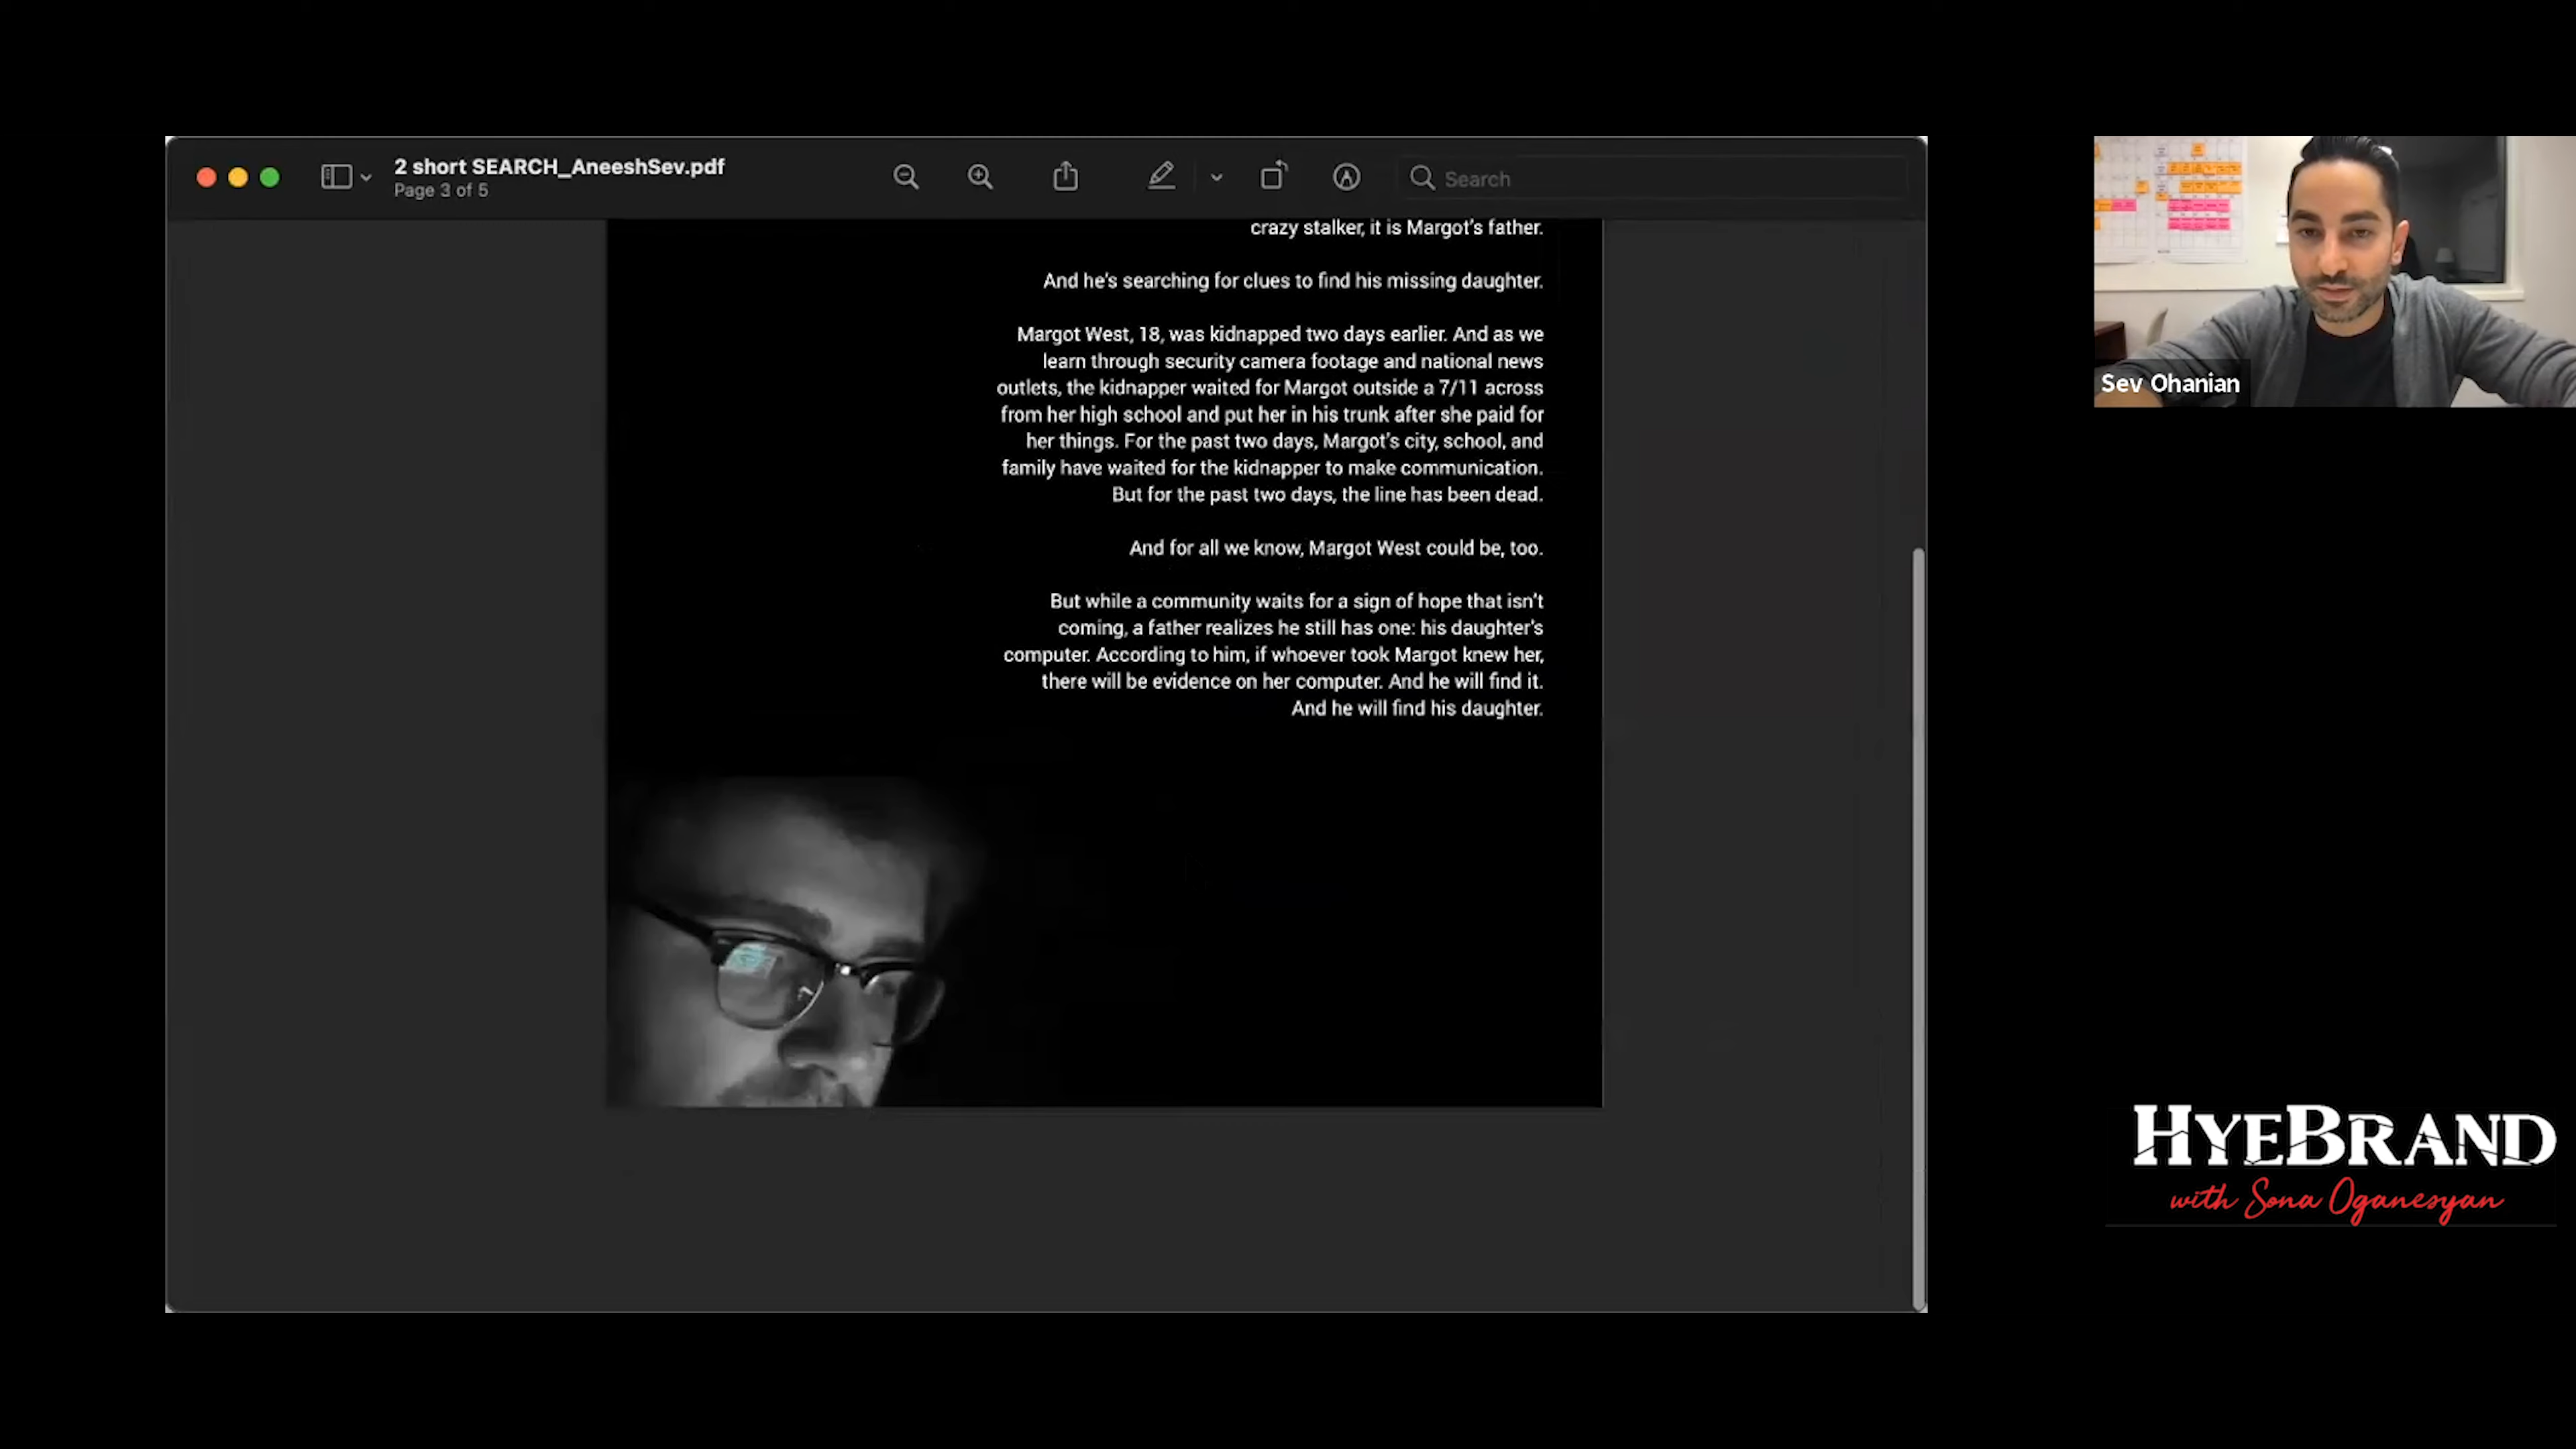 2 short SEARCH_AneeshSev.pdf
Page 3 of 5
Search
crazy stalker, it is Margot's father.
And he's searching for clues to find his missing daughter.
Margot West, 18, was kidnapped two days earlier. And as we
learn through security camera footage and national news
outlets, the kidnapper waited for Margot outside a 7/11 across
from her high school and put her in his trunk after she paid for
her things. For the past two days, Margot's city, school, and
family have waited for the kidnapper to make communication.
But for the past two days, the line has been dead.
And for all we know, Margot West could be, too.
But while a community waits for a sign of hope that isn't
coming, a father realizes he still has one: his daughter's
computer. According to him, if whoever took Margot knew her,
there will be evidence on her computer. And he will find it.
And he will find his daughter.
Sev Ohanian
HYEBRAND
with Sona Oganesyan